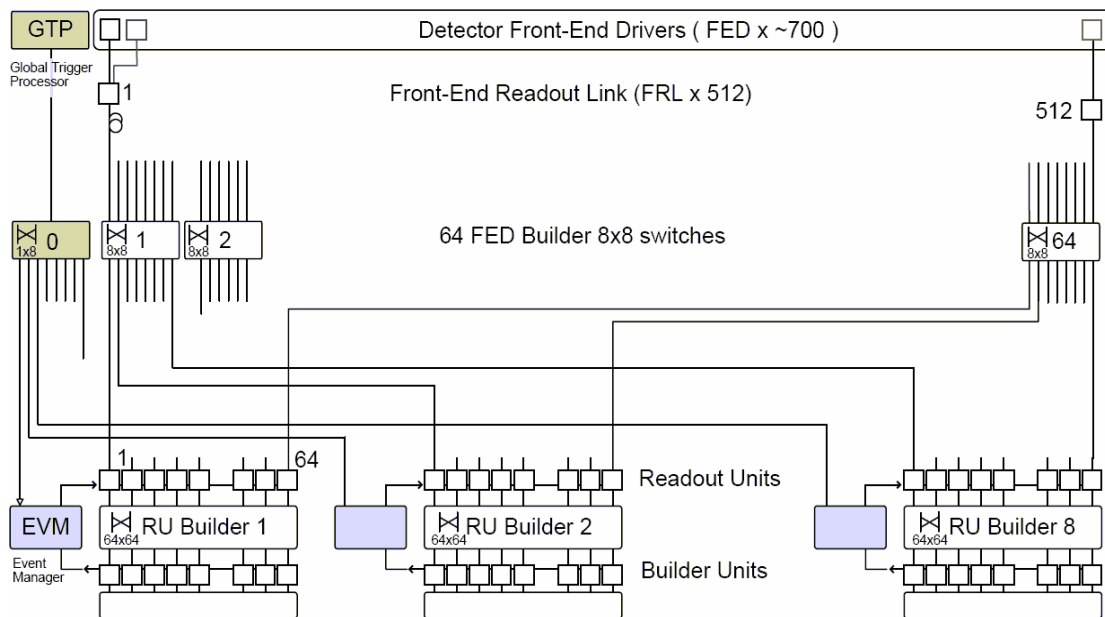 GTP
Detector Front-End Drivers ( FED x ~700 )
Global Trigger
Processor
1
Front-End Readout Link (FRL x 512)
512
0
1x8
1
8x8
2
8x8
64 FED Builder 8x8 switches
64
8x8
1
64
Readout Units
EVM
RU Builder 1
64x64
RU Builder 2
64x64
RU Builder 8
64x64
Event
Manager
Builder Units